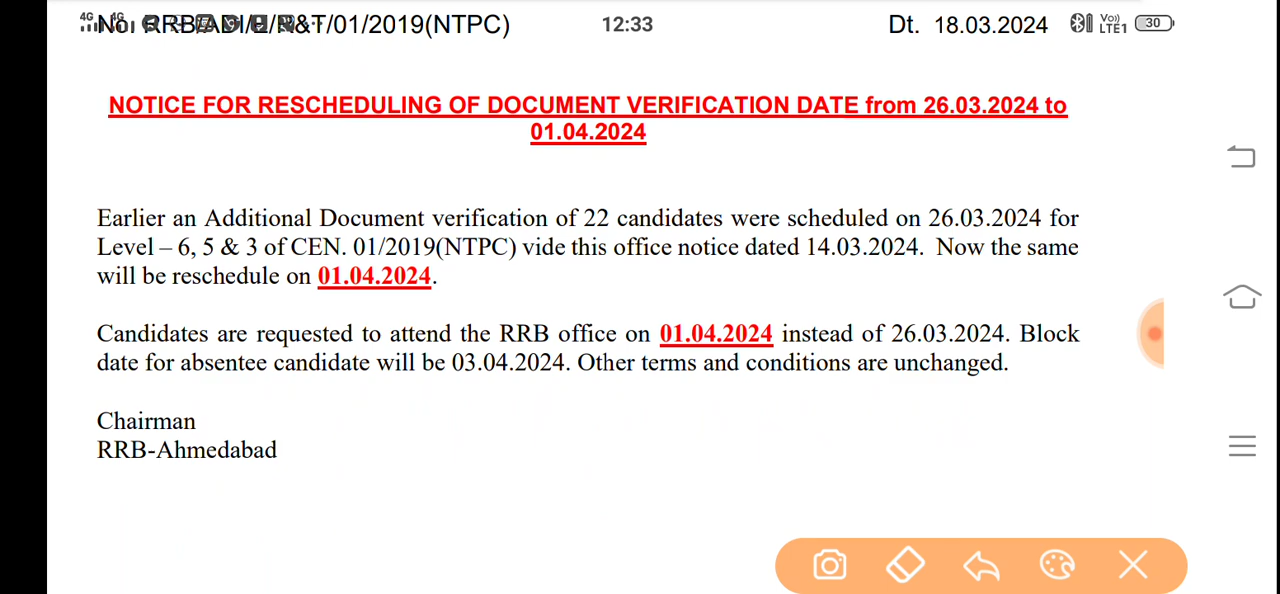 No. RRB/ADI/E/R&T/01/2019(NTPC) 12:33 Dt. 18.03.2024 30
NOTICE FOR RESCHEDULING OF DOCUMENT VERIFICATION DATE from 26.03.2024 to
01.04.2024
Earlier an Additional Document verification of 22 candidates were scheduled on 26.03.2024 for
Level – 6, 5 & 3 of CEN. 01/2019(NTPC) vide this office notice dated 14.03.2024. Now the same
will be reschedule on 01.04.2024.
Candidates are requested to attend the RRB office on 01.04.2024 instead of 26.03.2024. Block
date for absentee candidate will be 03.04.2024. Other terms and conditions are unchanged.
Chairman
RRB-Ahmedabad